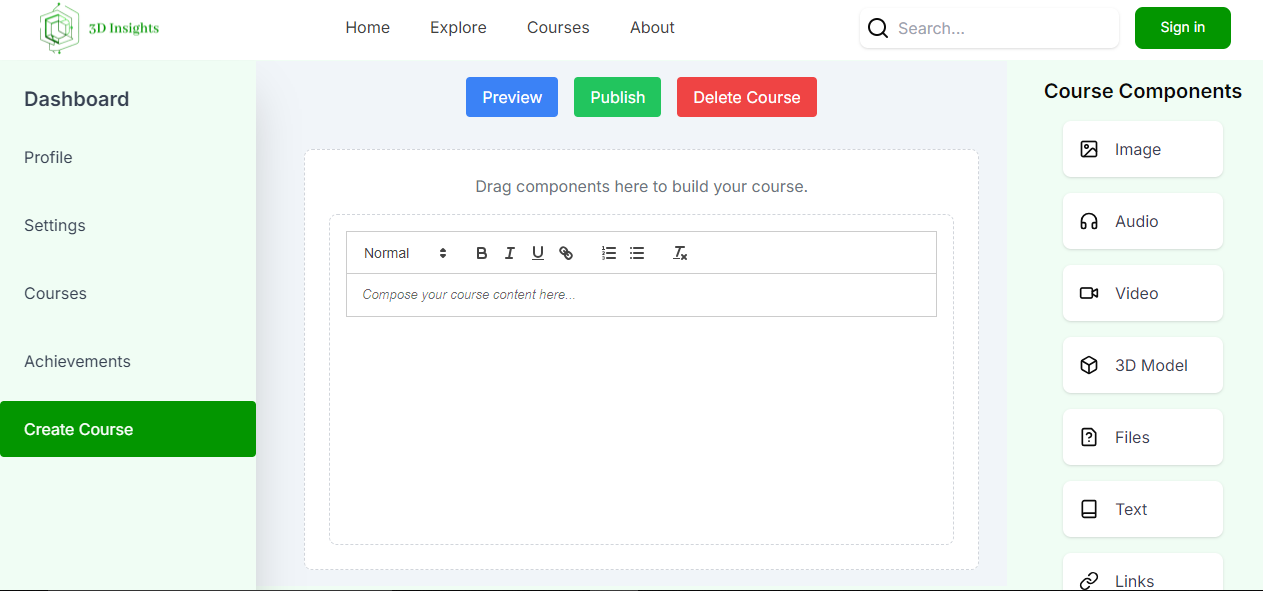 3D Insights
Home Explore Courses About
Search...
Sign in
Dashboard
Profile
Settings
Courses
Achievements
Create Course
Preview Publish Delete Course
Drag components here to build your course.
Normal B I U
Compose your course content here...
Course Components
Image
Audio
Video
3D Model
Files
Text
Links